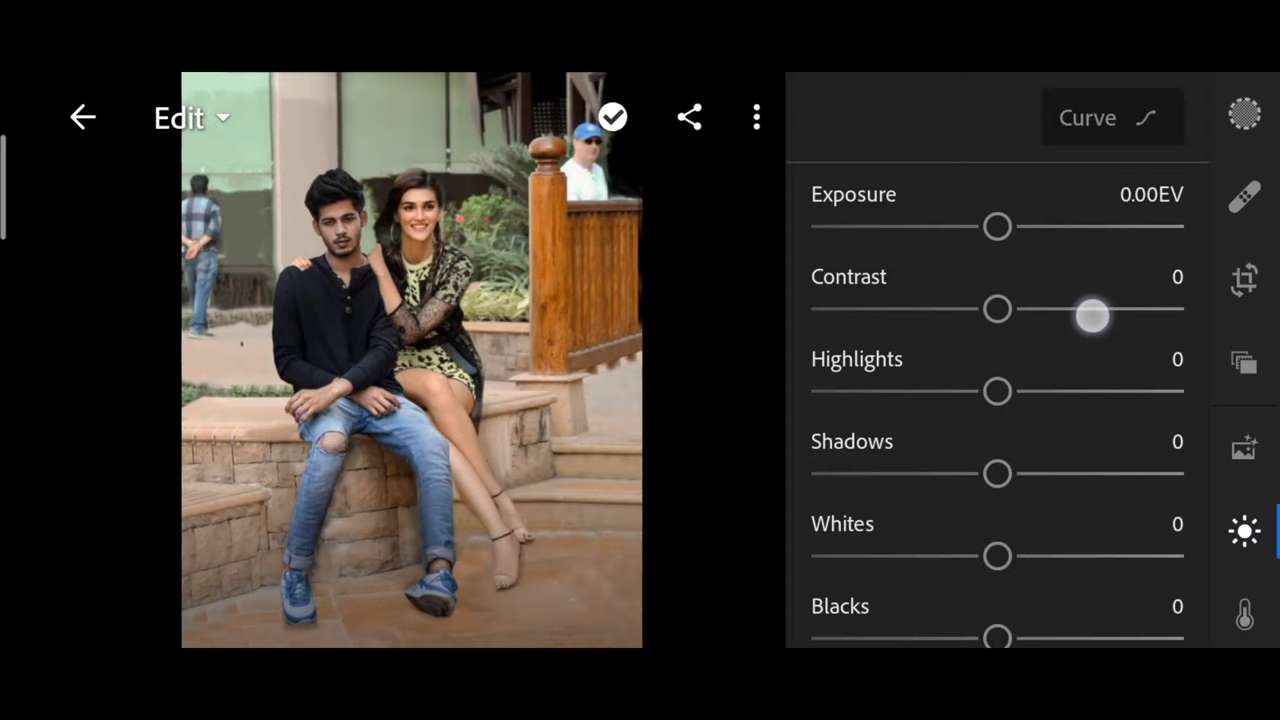 Edit
Curve
Exposure 0.00EV
Contrast 0
Highlights 0
Shadows 0
Whites 0
Blacks 0